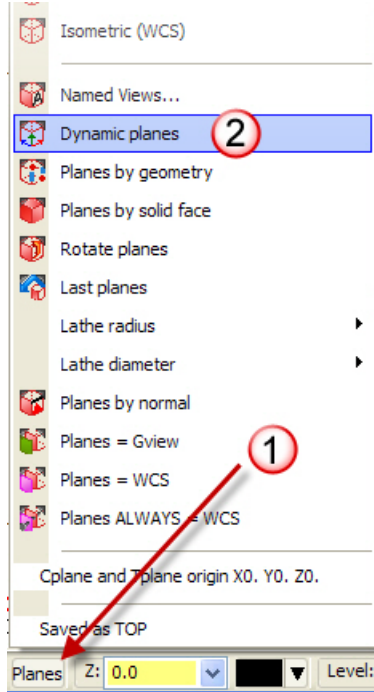 Isometric (WCS)
Named Views...
Dynamic planes 2
Planes by geometry
Planes by solid face
Rotate planes
Last planes
Lathe radius
Lathe diameter
Planes by normal
Planes = Gview 1
Planes = WCS
Planes ALWAYS = WCS
Cplane and Tplane origin X0. Y0. Z0.
Saved as TOP
Planes Z: 0.0 Level: